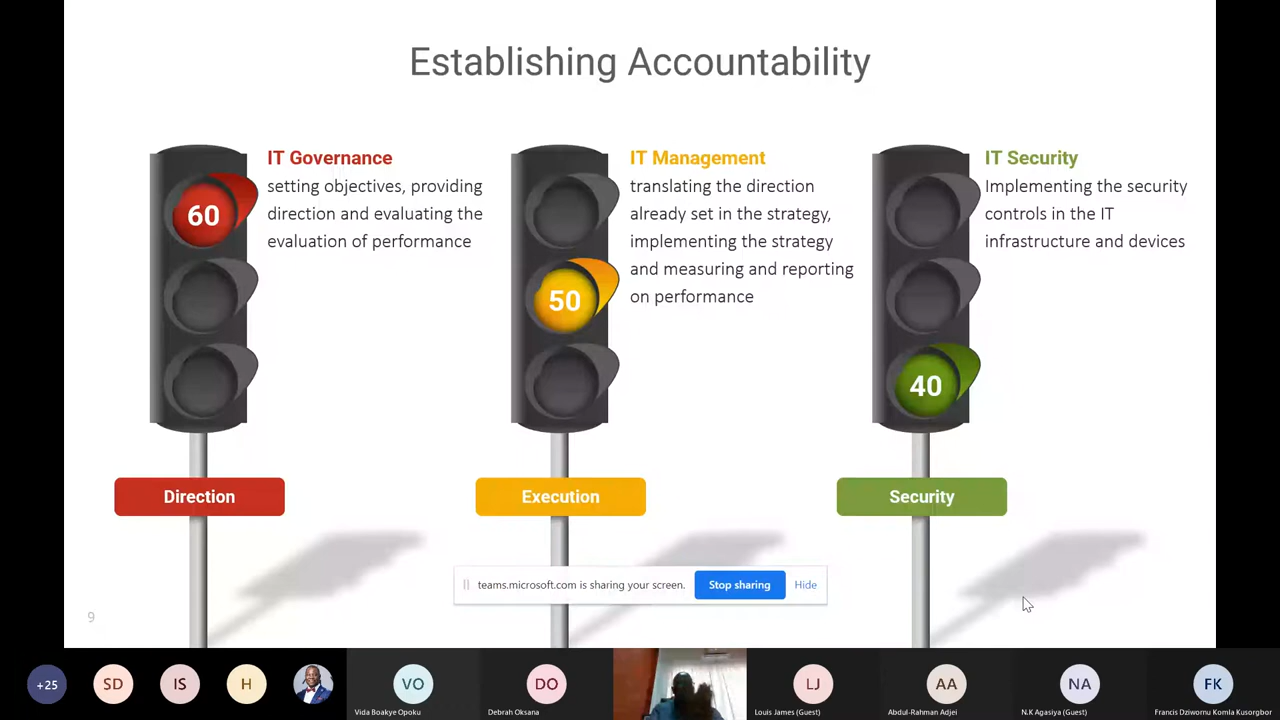 Establishing Accountability
IT Governance
setting objectives, providing
direction and evaluating the
evaluation of performance
60
Direction
IT Management
translating the direction
already set in the strategy,
implementing the strategy
and measuring and reporting
on performance
50
Execution
IT Security
Implementing the security
controls in the IT
infrastructure and devices
40
Security
teams.microsoft.com is sharing your screen.
Stop sharing
Hide
9
+25
SD
IS
H
VO
Vida Boakye Opoku
DO
Debrah Oksana
LJ
Louis James (Guest)
AA
Abdul-Rahman Adjei
NA
N.K Agasiya (Guest)
FK
Francis Dziwonu Komla Kusorgbor